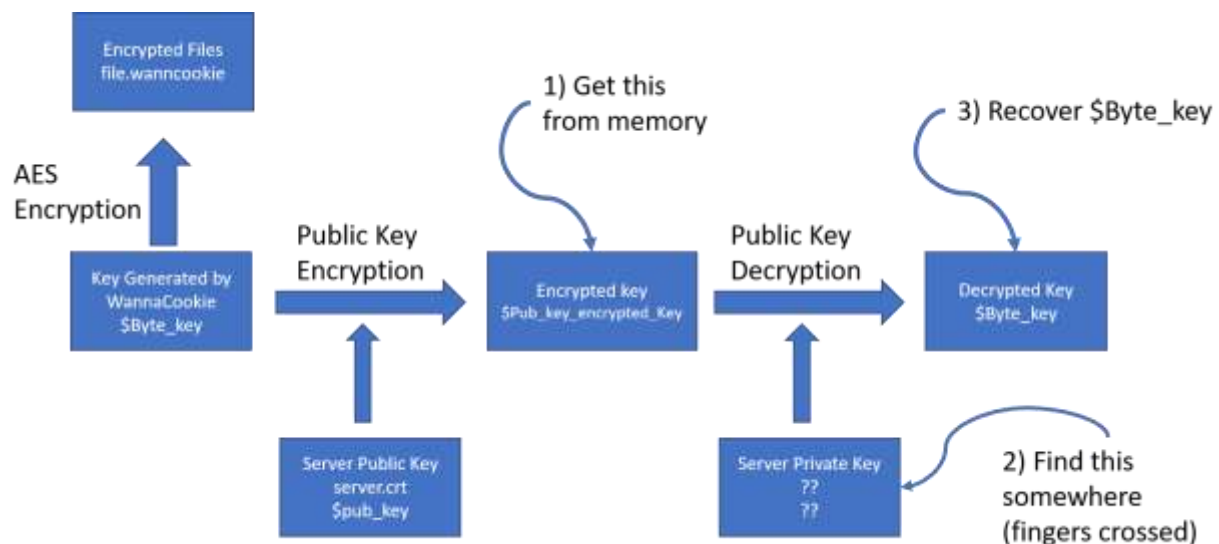 Encrypted Files
file.wanncookie
1) Get this
from memory
3) Recover $Byte_key
AES
Encryption
Public Key
Encryption
Public Key
Decryption
Key Generated by
WannaCookie
$Byte_key
Encrypted key
$Pub_key_encrypted_Key
Decrypted Key
$Byte_key
Server Public Key
server.crt
$pub_key
Server Private Key
??
??
2) Find this
somewhere
(fingers crossed)